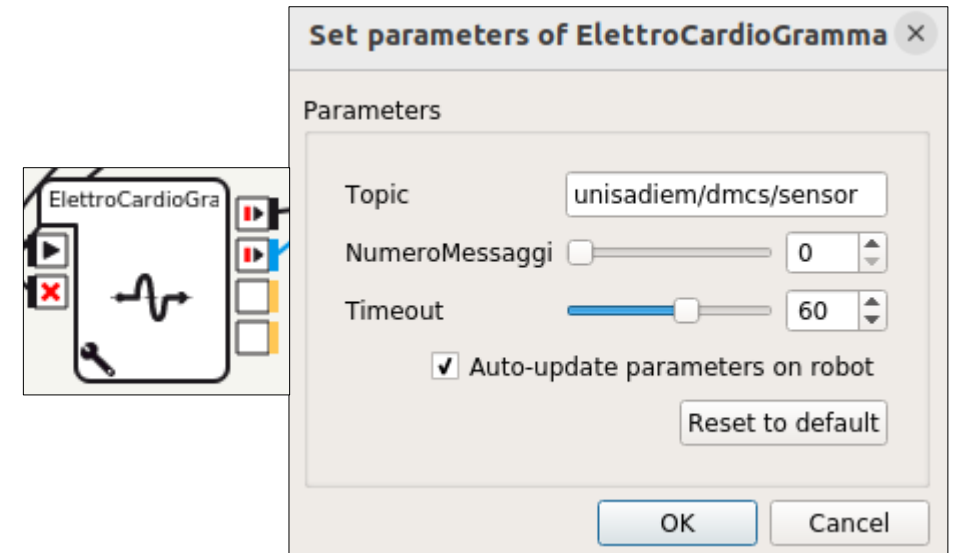 ElettroCardioGra
Set parameters of ElettroCardioGramma
Parameters
Topic unisadiem/dmcs/sensor
NumeroMessaggi 0
Timeout 60
Auto-update parameters on robot
Reset to default
OK Cancel